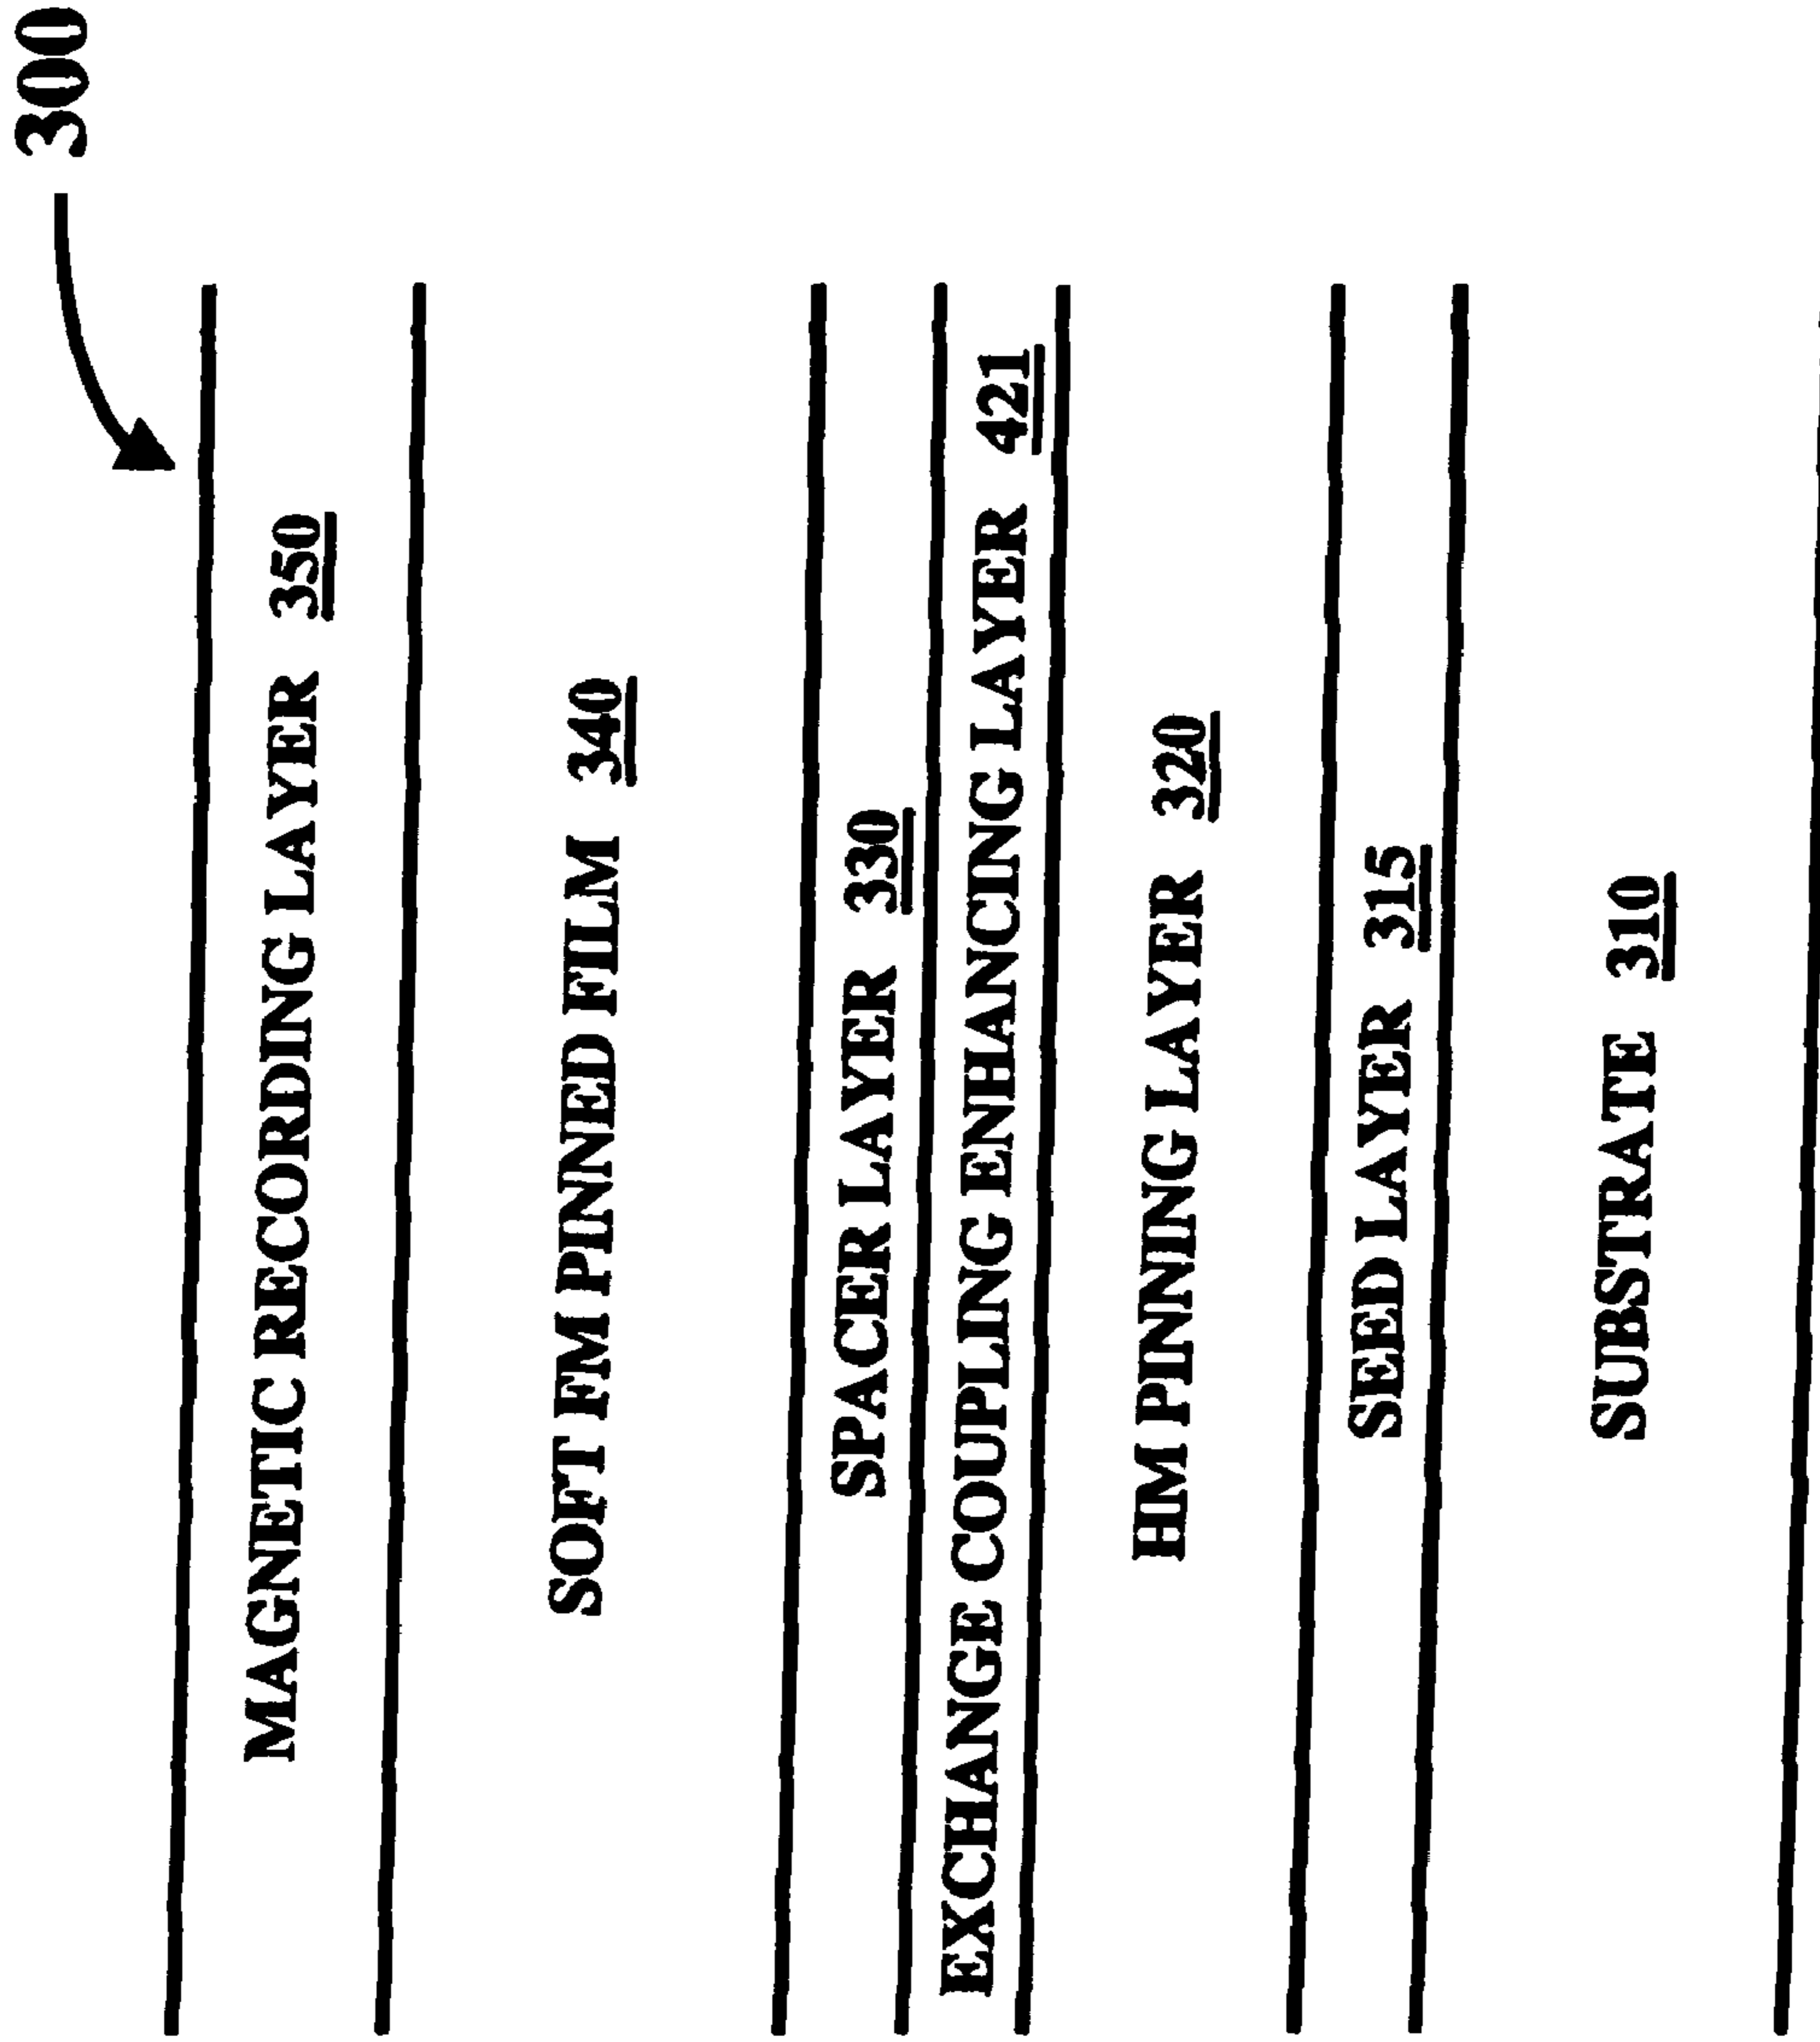 300
MAGNETIC RECORDING LAYER 350
SOFT FM PINNED FILM 340
SPACER LAYER 330
EXCHANGE COUPLING ENHANCING LAYER 421
HM PINNING LAYER 320
SEED LAYER 315
SUBSTRATE 310